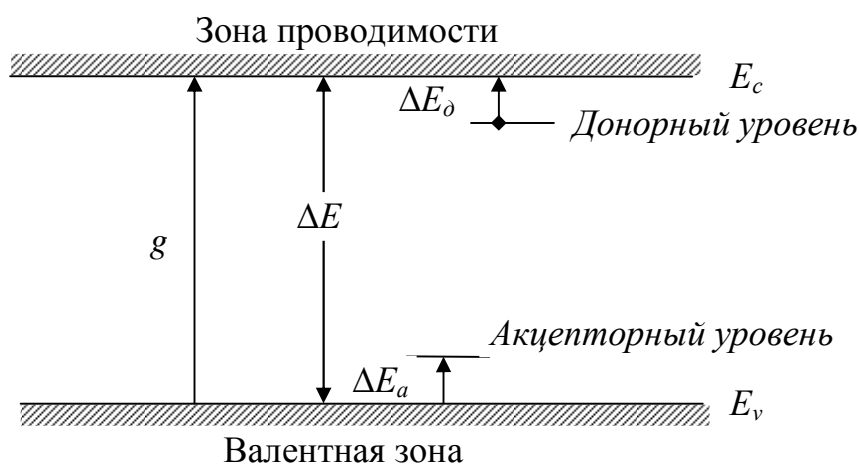 Зона проводимости
E_c
ΔE_д
Донорный уровень
ΔE
g
Акцепторный уровень
ΔE_a
E_v
Валентная зона